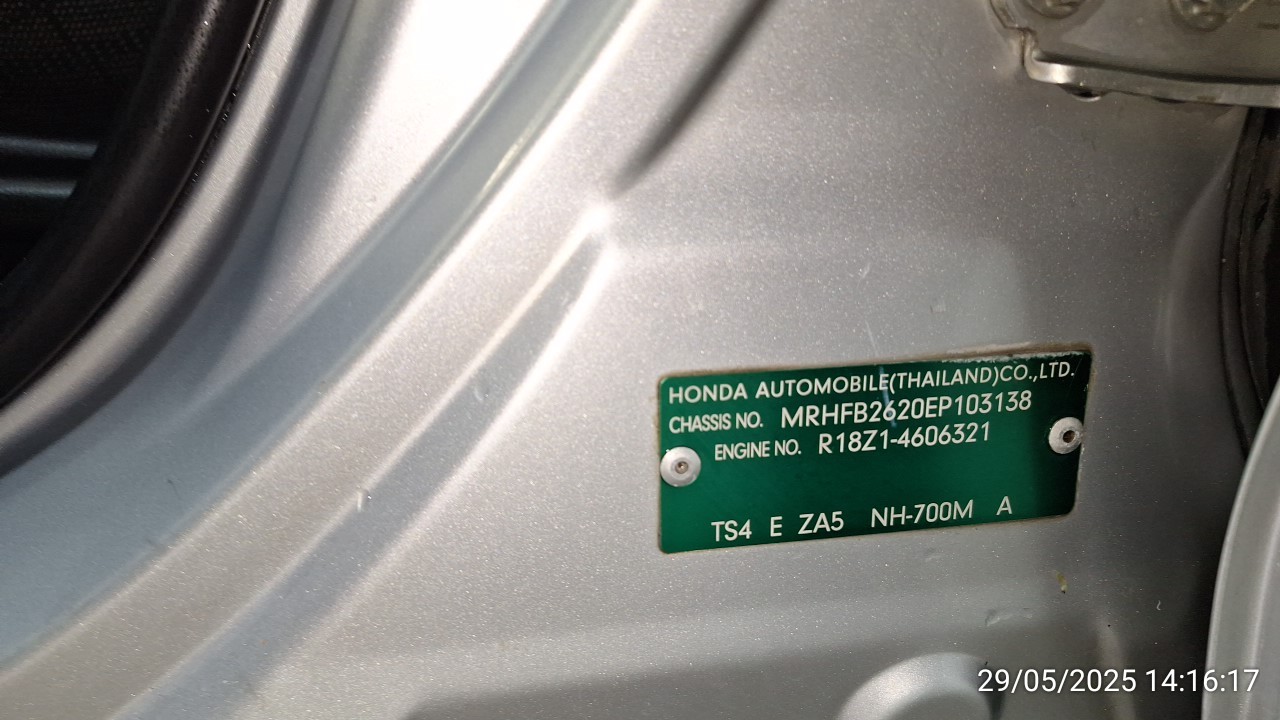 HONDA AUTOMOBILE(THAILAND)CO.,LTD.
CHASSIS NO. MRHFB2620EP103138
ENGINE NO. R18Z1-4606321
TS4 E ZA5 NH-700M A
29/05/2025 14:16:17